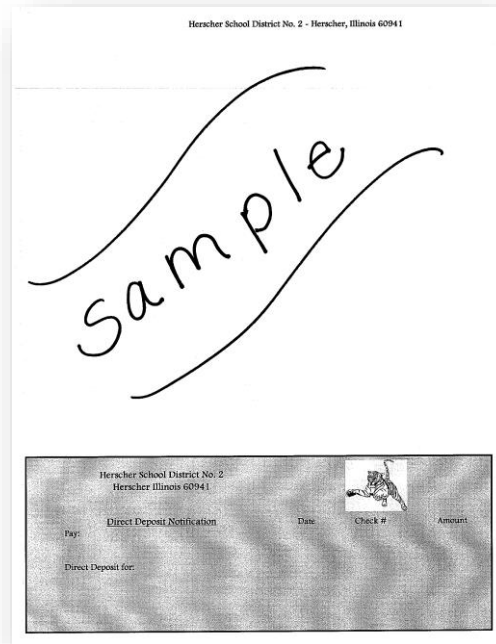 Herscher School District No. 2 - Herscher, Illinois 60941
sample
Herscher School District No. 2
Herscher Illinois 60941
Direct Deposit Notification Date Check # Amount
Pay:
Direct Deposit for: